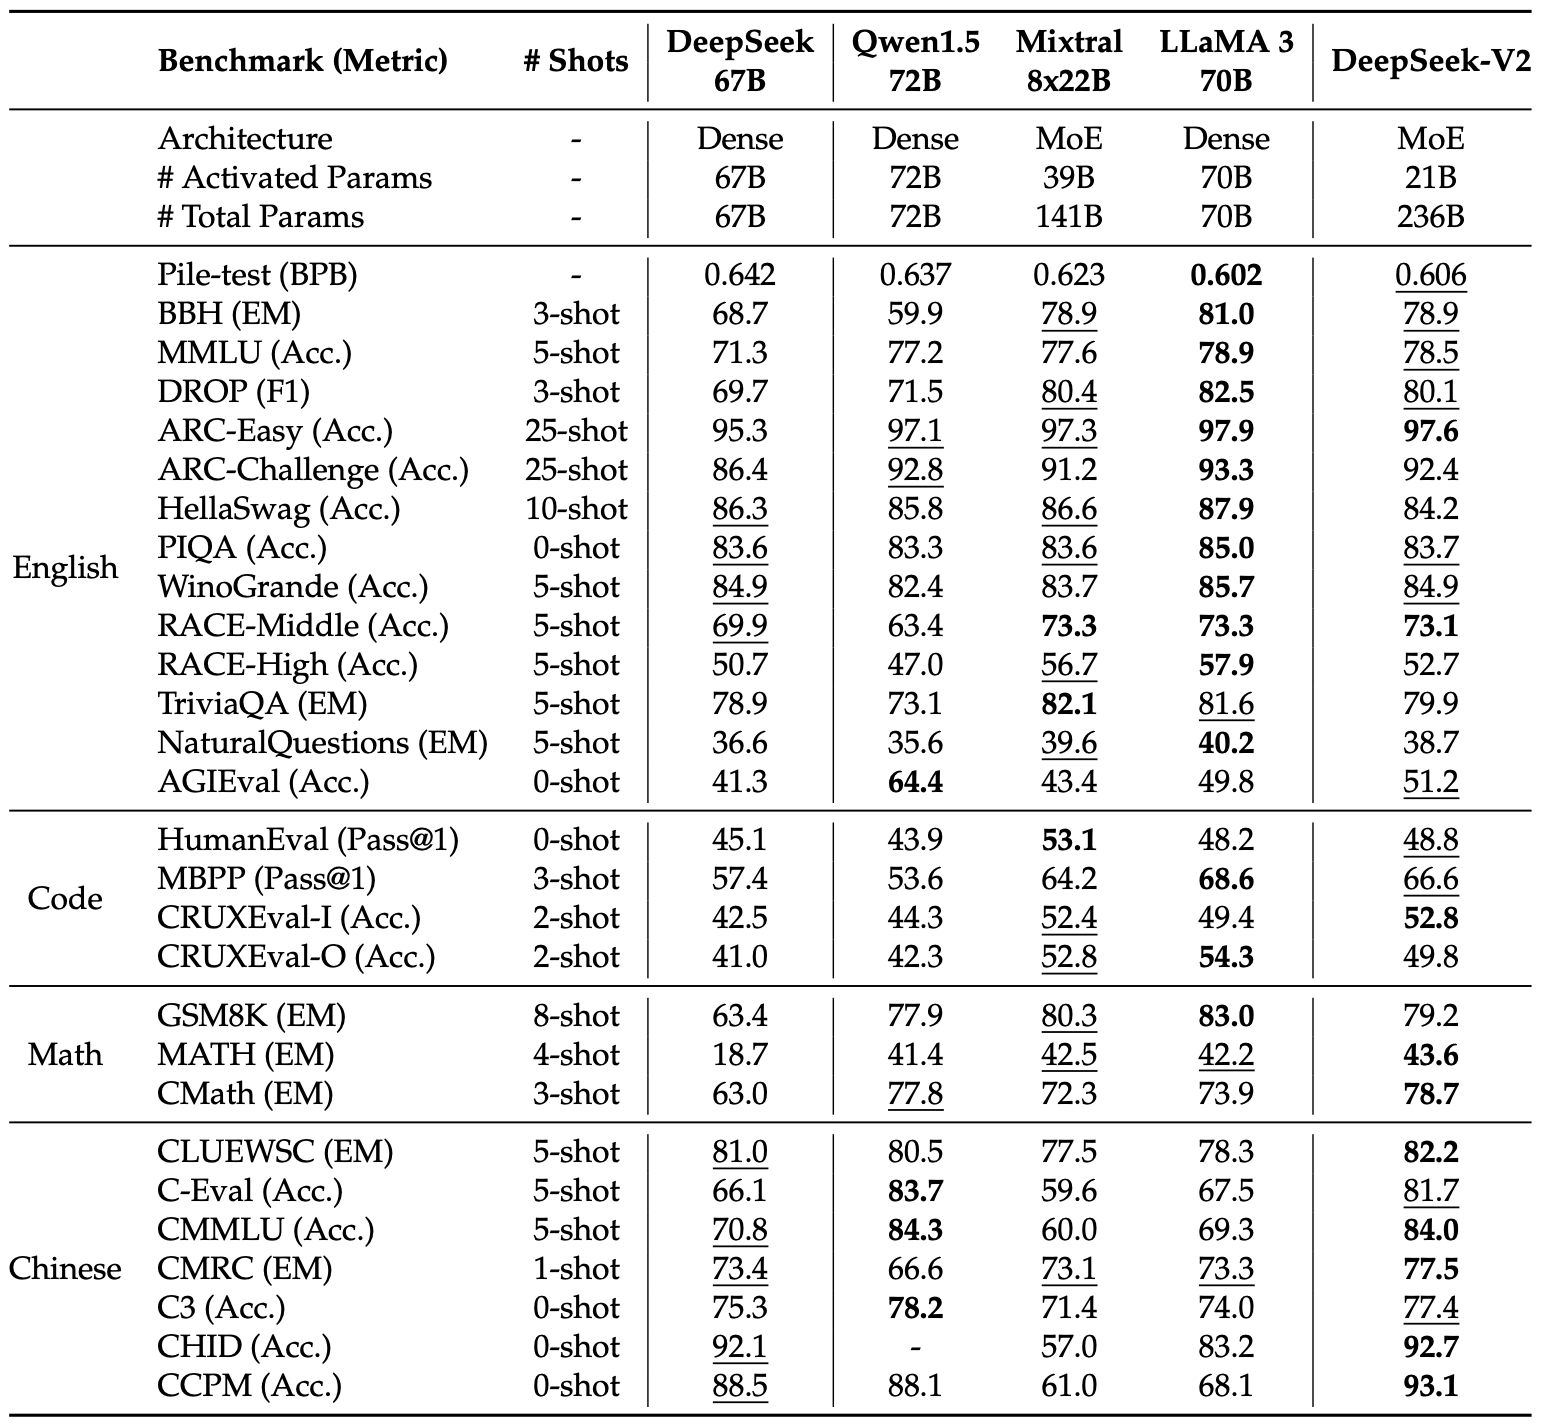 Benchmark (Metric) # Shots DeepSeek 67B Qwen1.5 72B Mixtral 8x22B LLaMA 3 70B DeepSeek-V2
Architecture - Dense Dense MoE Dense MoE
# Activated Params - 67B 72B 39B 70B 21B
# Total Params - 67B 72B 141B 70B 236B
English
Pile-test (BPB) - 0.642 0.637 0.623 0.602 0.606
BBH (EM) 3-shot 68.7 59.9 78.9 81.0 78.9
MMLU (Acc.) 5-shot 71.3 77.2 77.6 78.9 78.5
DROP (F1) 3-shot 69.7 71.5 80.4 82.5 80.1
ARC-Easy (Acc.) 25-shot 95.3 97.1 97.3 97.9 97.6
ARC-Challenge (Acc.) 25-shot 86.4 92.8 91.2 93.3 92.4
HellaSwag (Acc.) 10-shot 86.3 85.8 86.6 87.9 84.2
PIQA (Acc.) 0-shot 83.6 83.3 83.6 85.0 83.7
WinoGrande (Acc.) 5-shot 84.9 82.4 83.7 85.7 84.9
RACE-Middle (Acc.) 5-shot 69.9 63.4 73.3 73.3 73.1
RACE-High (Acc.) 5-shot 50.7 47.0 56.7 57.9 52.7
TriviaQA (EM) 5-shot 78.9 73.1 82.1 81.6 79.9
NaturalQuestions (EM) 5-shot 36.6 35.6 39.6 40.2 38.7
AGIEval (Acc.) 0-shot 41.3 64.4 43.4 49.8 51.2
Code
HumanEval (Pass@1) 0-shot 45.1 43.9 53.1 48.2 48.8
MBPP (Pass@1) 3-shot 57.4 53.6 64.2 68.6 66.6
CRUXEval-I (Acc.) 2-shot 42.5 44.3 52.4 49.4 52.8
CRUXEval-O (Acc.) 2-shot 41.0 42.3 52.8 54.3 49.8
Math
GSM8K (EM) 8-shot 63.4 77.9 80.3 83.0 79.2
MATH (EM) 4-shot 18.7 41.4 42.5 42.2 43.6
CMath (EM) 3-shot 63.0 77.8 72.3 73.9 78.7
Chinese
CLUEWSC (EM) 5-shot 81.0 80.5 77.5 78.3 82.2
C-Eval (Acc.) 5-shot 66.1 83.7 59.6 67.5 81.7
CMMLU (Acc.) 5-shot 70.8 84.3 60.0 69.3 84.0
CMRC (EM) 1-shot 73.4 66.6 73.1 73.3 77.5
C3 (Acc.) 0-shot 75.3 78.2 71.4 74.0 77.4
CHID (Acc.) 0-shot 92.1 - 57.0 83.2 92.7
CCPM (Acc.) 0-shot 88.5 88.1 61.0 68.1 93.1